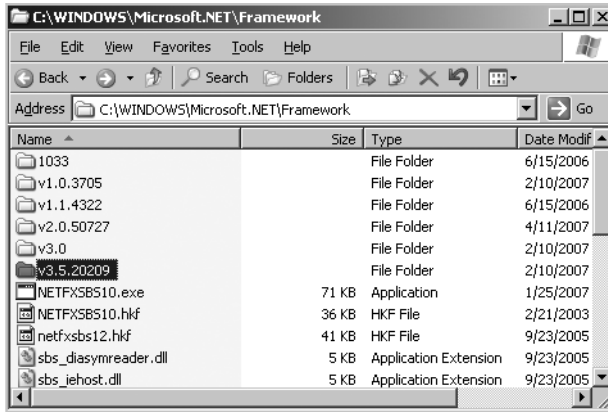 C:\WINDOWS\Microsoft.NET\Framework
File Edit View Favorites Tools Help
Back Search Folders
Address C:\WINDOWS\Microsoft.NET\Framework Go
Name Size Type Date Modif
1033 File Folder 6/15/2006
v1.0.3705 File Folder 2/10/2007
v1.1.4322 File Folder 6/15/2006
v2.0.50727 File Folder 4/11/2007
v3.0 File Folder 2/10/2007
v3.5.20209 File Folder 2/10/2007
NETFXSBS10.exe 71 KB Application 1/25/2007
NETFXSBS10.hkf 36 KB HKF File 2/21/2003
netfxsbs12.hkf 41 KB HKF File 9/23/2005
sbs_diasymreader.dll 5 KB Application Extension 9/23/2005
sbs_iehost.dll 5 KB Application Extension 9/23/2005